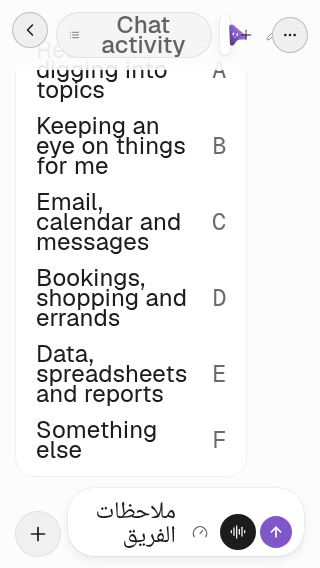 Chat
activity
digging into
topics
A
Keeping an
eye on things
for me
B
Email,
calendar and
messages
C
Bookings,
shopping and
errands
D
Data,
spreadsheets
and reports
E
Something
else
F
ملاحظات
الفريق